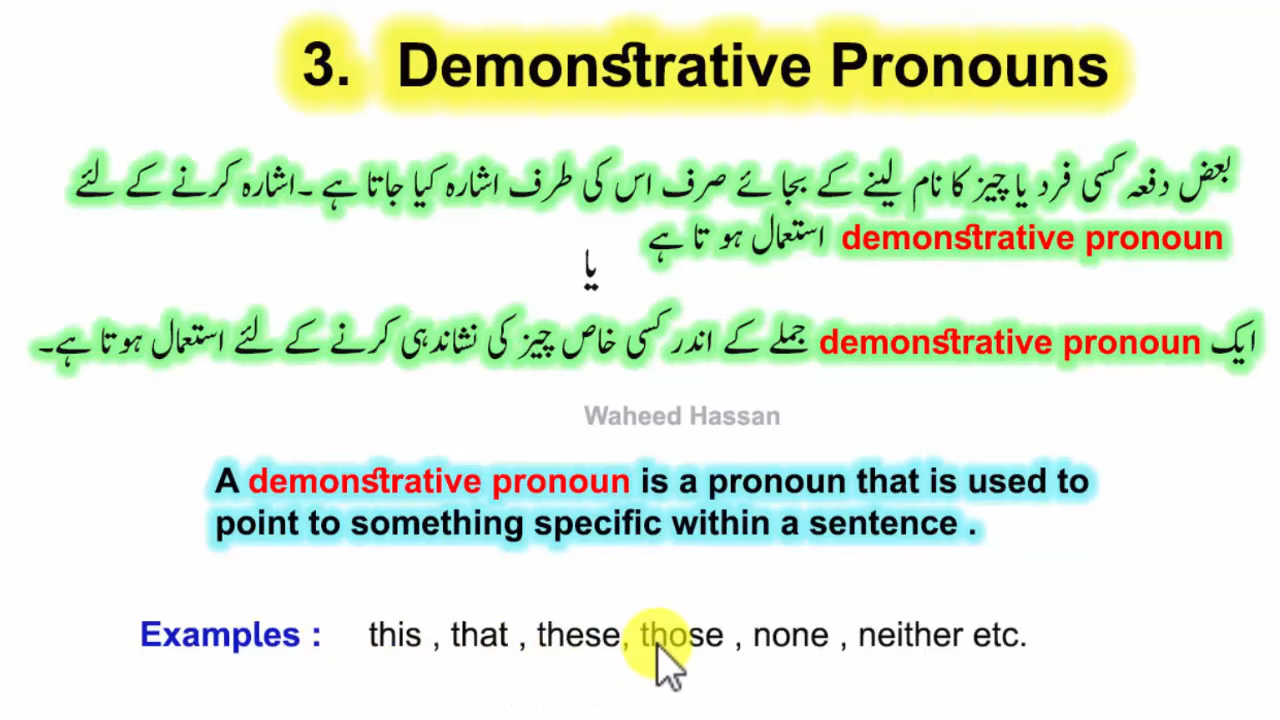 3. Demonstrative Pronouns
بعض دفعہ کسی فرد یا چیز کا نام لینے کے بجائے صرف اس کی طرف اشارہ کیا جاتا ہے ۔اشارہ کرنے کے لئے
demonstrative pronoun استعمال ہو تا ہے
یا
ایک demonstrative pronoun جملے کے اندر کسی خاص چیز کی نشاندہی کرنے کے لئے استعمال ہو تا ہے۔
Waheed Hassan
A demonstrative pronoun is a pronoun that is used to
point to something specific within a sentence .
Examples : this , that , these, those , none , neither etc.